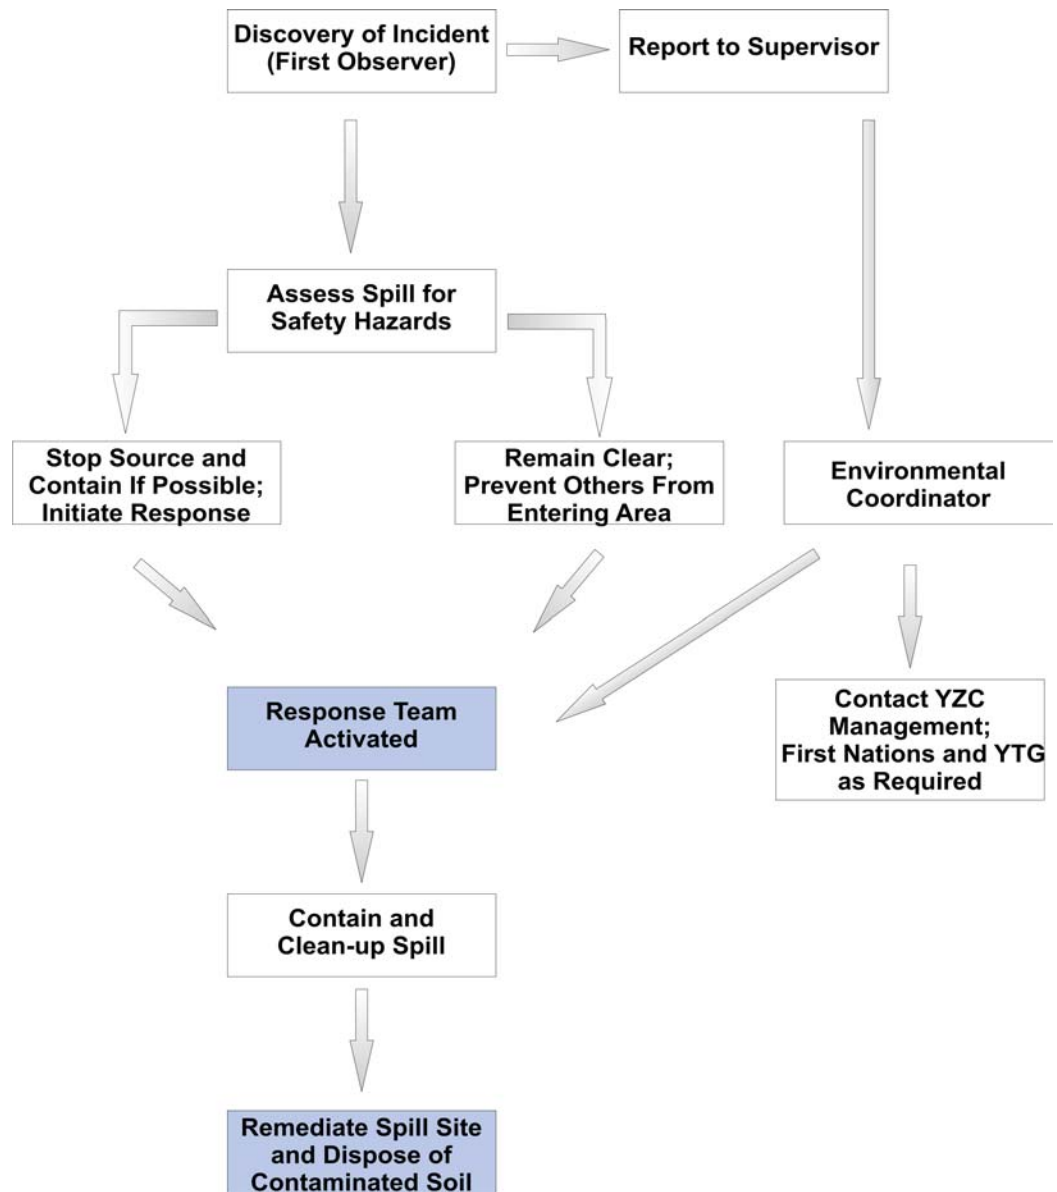 Discovery of Incident
(First Observer)
Report to Supervisor
Assess Spill for
Safety Hazards
Stop Source and
Contain If Possible;
Initiate Response
Remain Clear;
Prevent Others From
Entering Area
Environmental
Coordinator
Response Team
Activated
Contact YZC
Management;
First Nations and YTG
as Required
Contain and
Clean-up Spill
Remediate Spill Site
and Dispose of
Contaminated Soil